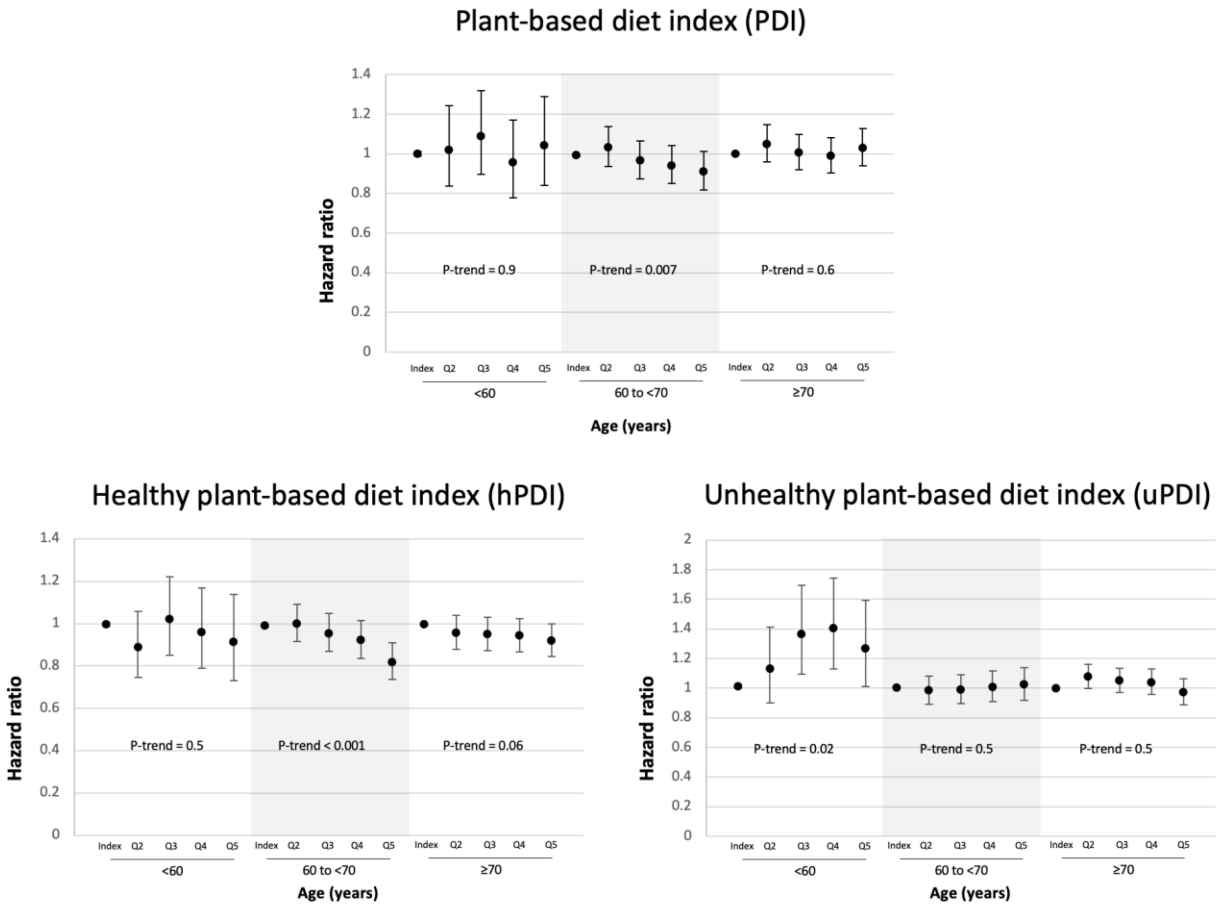 Plant-based diet index (PDI)
1.4
1.2
1
0.8
0.6
0.4
0.2
0
Hazard ratio
P-trend = 0.9 P-trend = 0.007 P-trend = 0.6
Index Q2 Q3 Q4 Q5 Index Q2 Q3 Q4 Q5 Index Q2 Q3 Q4 Q5
<60 60 to <70 ≥70
Age (years)
Healthy plant-based diet index (hPDI)
1.4
1.2
1
0.8
0.6
0.4
0.2
0
Hazard ratio
P-trend = 0.5 P-trend < 0.001 P-trend = 0.06
Index Q2 Q3 Q4 Q5 Index Q2 Q3 Q4 Q5 Index Q2 Q3 Q4 Q5
<60 60 to <70 ≥70
Age (years)
Unhealthy plant-based diet index (uPDI)
2
1.8
1.6
1.4
1.2
1
0.8
0.6
0.4
0.2
0
Hazard ratio
P-trend = 0.02 P-trend = 0.5 P-trend = 0.5
Index Q2 Q3 Q4 Q5 Index Q2 Q3 Q4 Q5 Index Q2 Q3 Q4 Q5
<60 60 to <70 ≥70
Age (years)